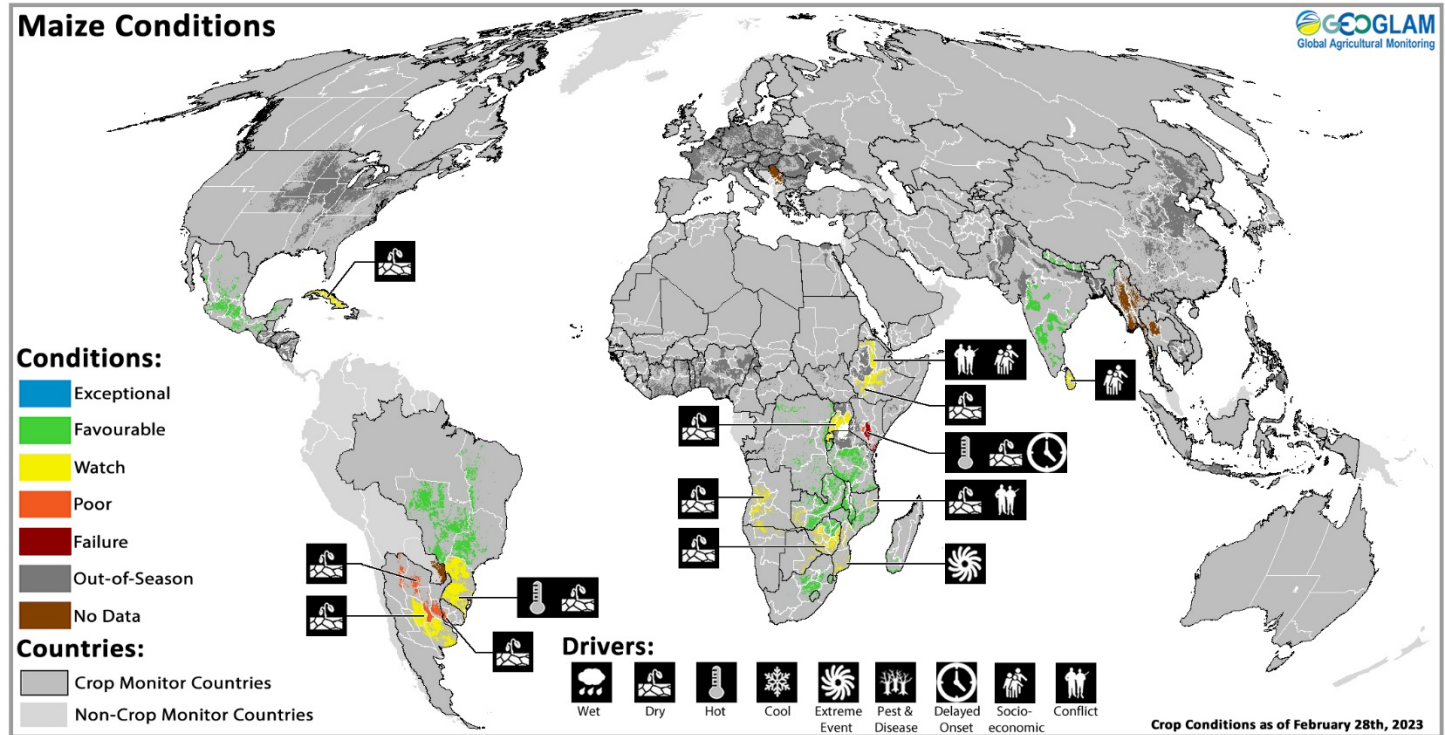 Maize Conditions
GEOGLAM
Global Agricultural Monitoring
Conditions:
Exceptional
Favourable
Watch
Poor
Failure
Out-of-Season
No Data
Countries:
Crop Monitor Countries
Non-Crop Monitor Countries
Drivers:
Wet
Dry
Hot
Cool
Extreme
Event
Pest &
Disease
Delayed
Onset
Socio-
economic
Conflict
Crop Conditions as of February 28th, 2023